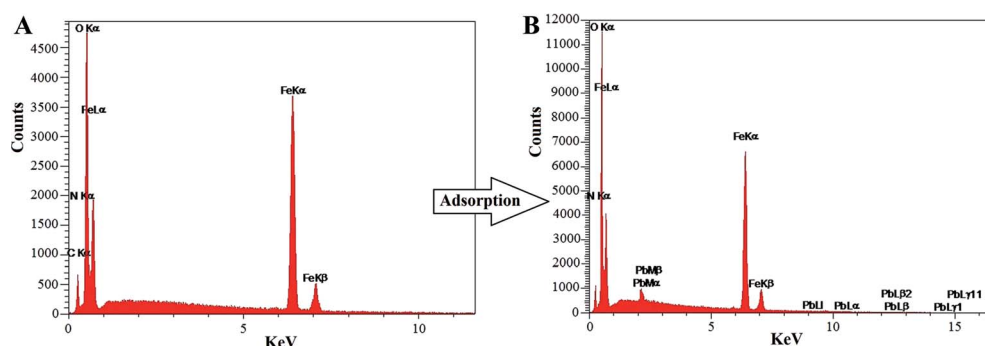 A
O Kα
FeLα
N Kα
C Kα
FeKα
FeKβ
Counts
4500
4000
3500
3000
2500
2000
1500
1000
500
0
0 5 10
KeV
Adsorption
B
O Kα
FeLα
N Kα
PbMβ
PbMα
FeKα
FeKβ
PbLl
PbLα
PbLβ2
PbLβ
PbLγ11
PbLγ1
Counts
12000
11000
10000
9000
8000
7000
6000
5000
4000
3000
2000
1000
0
0 5 10 15
KeV